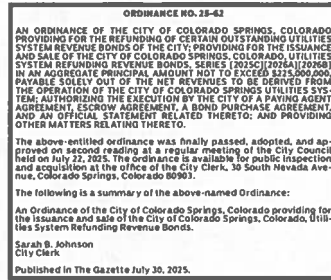 ORDINANCE NO. 25-62
AN ORDINANCE OF THE CITY OF COLORADO SPRINGS, COLORADO
PROVIDING FOR THE REFUNDING OF CERTAIN OUTSTANDING UTILITIES
SYSTEM REVENUE BONDS OF THE CITY; PROVIDING FOR THE ISSUANCE
AND SALE OF THE CITY OF COLORADO SPRINGS, COLORADO, UTILITIES
SYSTEM REFUNDING REVENUE BONDS, SERIES [2025C][2026A][2026B]
IN AN AGGREGATE PRINCIPAL AMOUNT NOT TO EXCEED $225,000,000,
PAYABLE SOLELY OUT OF THE NET REVENUES TO BE DERIVED FROM
THE OPERATION OF THE CITY OF COLORADO SPRINGS UTILITIES SYS-
TEM; AUTHORIZING THE EXECUTION BY THE CITY OF A PAYING AGENT
AGREEMENT, ESCROW AGREEMENT, A BOND PURCHASE AGREEMENT,
AND AN OFFICIAL STATEMENT RELATED THERETO; AND PROVIDING
OTHER MATTERS RELATING THERETO.
The above-entitled ordinance was finally passed, adopted, and ap-
proved on second reading at a regular meeting of the City Council
held on July 22, 2025. The ordinance is available for public inspection
and acquisition at the office of the City Clerk, 30 South Nevada Ave-
nue, Colorado Springs, Colorado 80903.
The following is a summary of the above-named Ordinance:
An Ordinance of the City of Colorado Springs, Colorado providing for
the issuance and sale of the City of Colorado Springs, Colorado, Utili-
ties System Refunding Revenue Bonds.
Sarah B. Johnson
City Clerk
Published in The Gazette July 30, 2025.